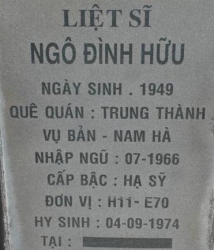 LIỆT SĨ
NGÔ ĐÌNH HỮU
NGÀY SINH . 1949
QUÊ QUÁN : TRUNG THÀNH
VỤ BẢN - NAM HÀ
NHẬP NGŨ : 07-1966
CẤP BẬC : HẠ SỸ
ĐƠN VỊ : H11- E70
HY SINH : 04-09-1974
TẠI :